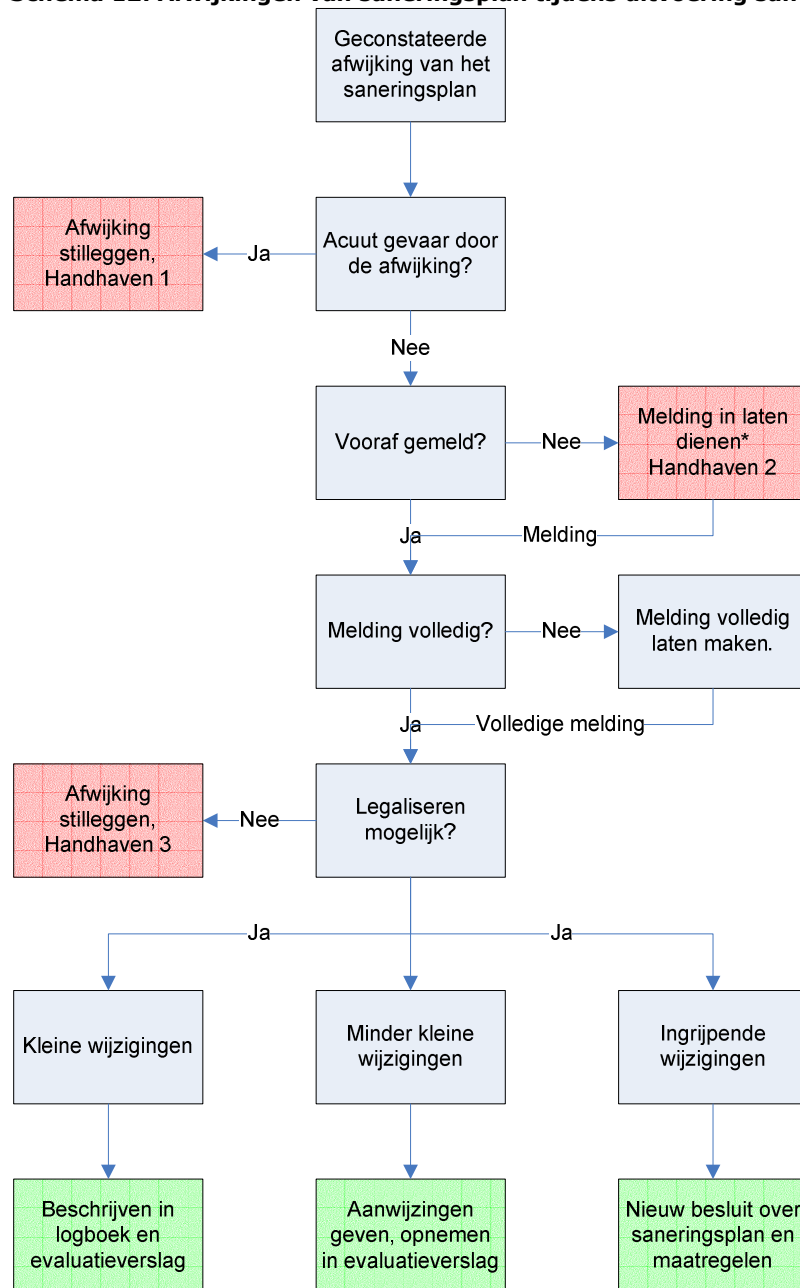 Geconstateerde
afwijking van het
saneringsplan
Afwijking
stilleggen,
Handhaven 1
Ja
Acuut gevaar door
de afwijking?
Nee
Vooraf gemeld?
Nee
Melding in laten
dienen*
Handhaven 2
Ja
Melding
Melding volledig?
Nee
Melding volledig
laten maken.
Ja
Volledige melding
Afwijking
stilleggen,
Handhaven 3
Nee
Legaliseren
mogelijk?
Ja
Ja
Kleine wijzigingen
Minder kleine
wijzigingen
Ingrijpende
wijzigingen
Beschrijven in
logboek en
evaluatieverslag
Aanwijzingen
geven, opnemen
in evaluatieverslag
Nieuw besluit over
saneringsplan en
maatregelen